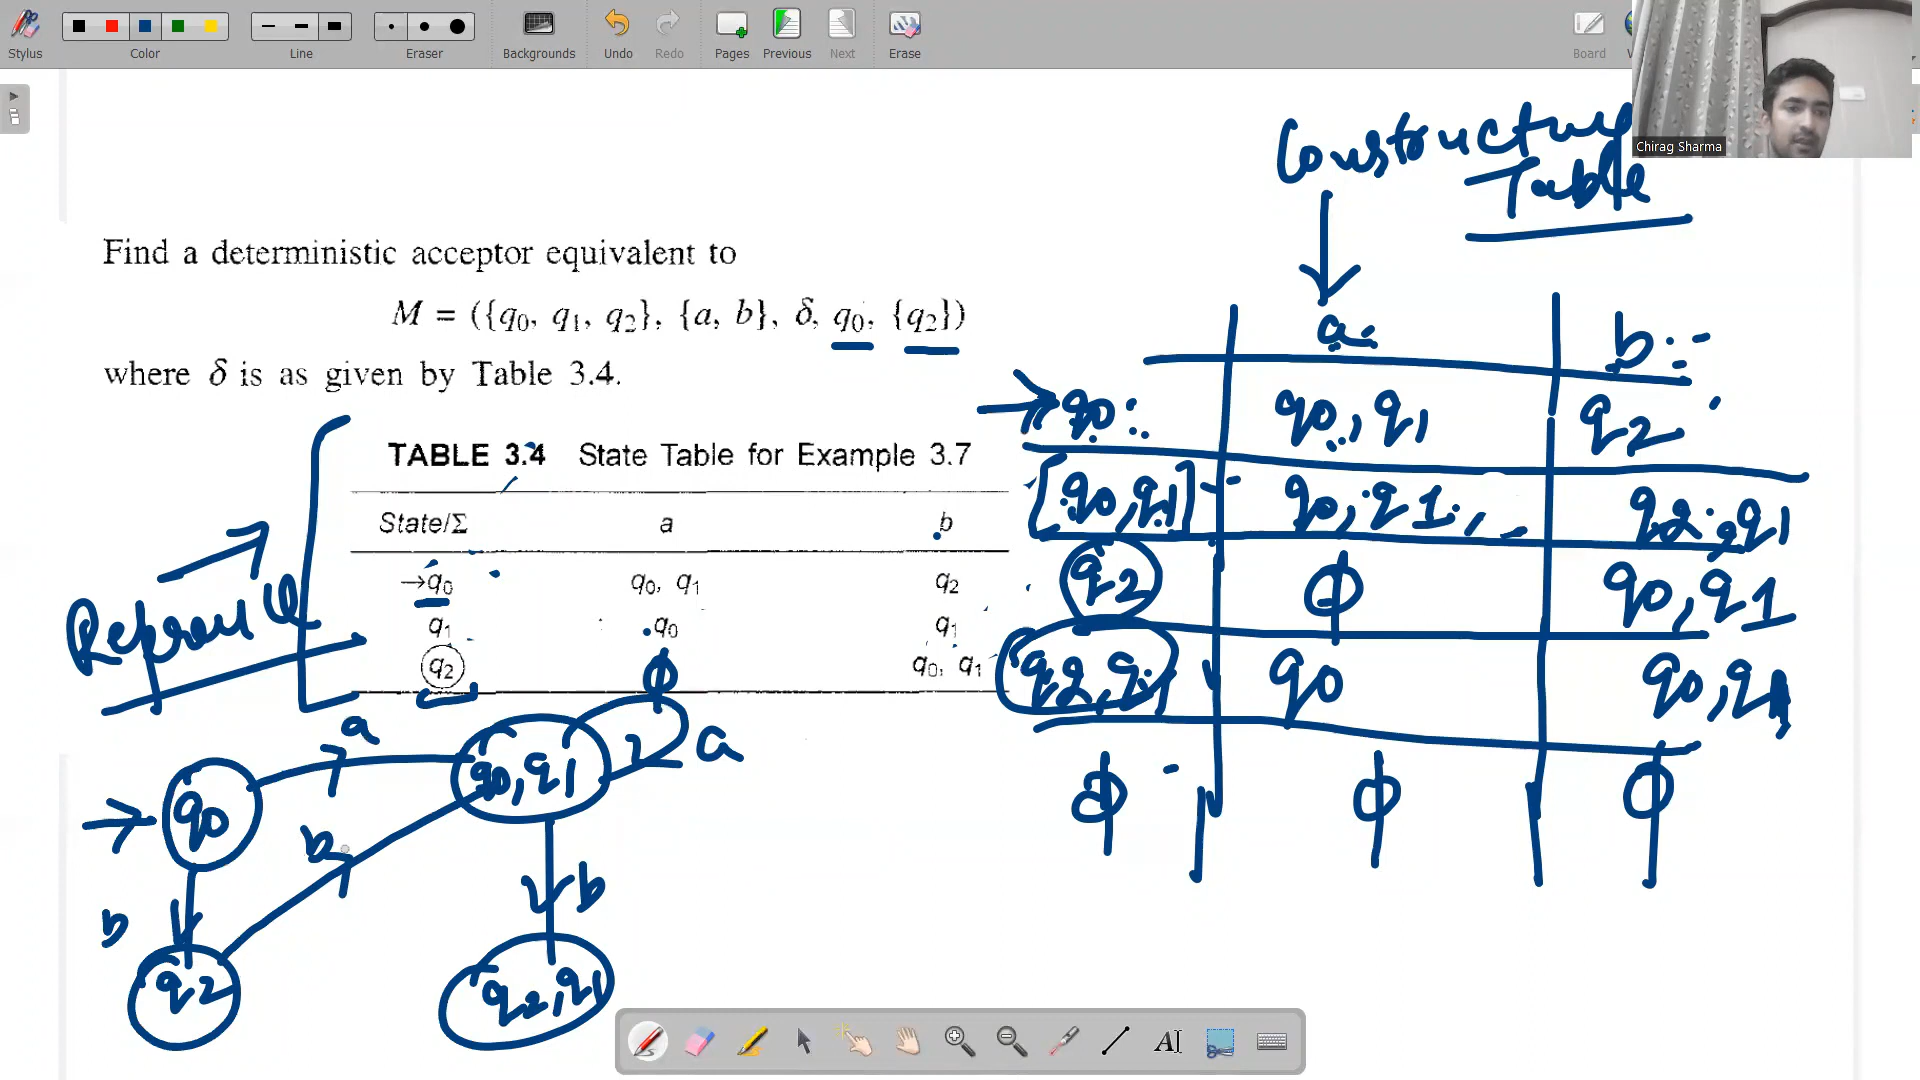 Stylus Color Line Eraser Backgrounds Undo Redo Pages Previous Next Erase Board
Chirag Sharma
Table
Find a deterministic acceptor equivalent to
M = ({q0, q1, q2}, {a, b}, δ, q0, {q2})
where δ is as given by Table 3.4.
TABLE 3.4 State Table for Example 3.7
State/Σ a b
→q0 q0, q1 q2
q1 q0 q1
q2 ϕ q0, q1
a b
→ q0 q0, q1 q2
[q0, q1] q0, q1 q2, q1
q2 ϕ q0, q1
q2, q1 q0 q0, q1
ϕ ϕ ϕ
a
q0 q0, q1 a
b b b
q2 q2, q1